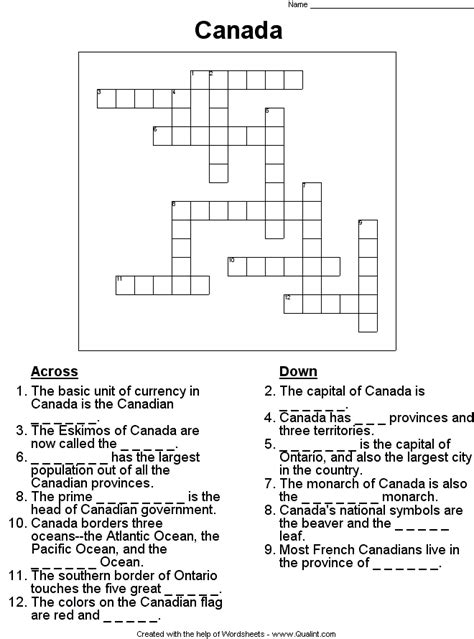 Name
Canada
1 2
3 4
5
6
7
8
9
10
11
12
Across
1. The basic unit of currency in
Canada is the Canadian
_ _ _ _ _ _.
3. The Eskimos of Canada are
now called the _ _ _ _ _.
6. _ _ _ _ _ _ _ has the largest
population out of all the
Canadian provinces.
8. The prime _ _ _ _ _ _ _ _ is the
head of Canadian government.
10. Canada borders three
oceans--the Atlantic Ocean, the
Pacific Ocean, and the
_ _ _ _ _ _ Ocean.
11. The southern border of Ontario
touches the five great _ _ _ _ _.
12. The colors on the Canadian flag
are red and _ _ _ _ _.
Down
2. The capital of Canada is
_ _ _ _ _ _.
4. Canada has _ _ _ provinces and
three territories.
5. _ _ _ _ _ _ _ is the capital of
Ontario, and also the largest city
in the country.
7. The monarch of Canada is also
the _ _ _ _ _ _ _ monarch.
8. Canada's national symbols are
the beaver and the _ _ _ _ _
leaf.
9. Most French Canadians live in
the province of _ _ _ _ _ _.
Created with the help of Wordsheets - www.Qualint.com